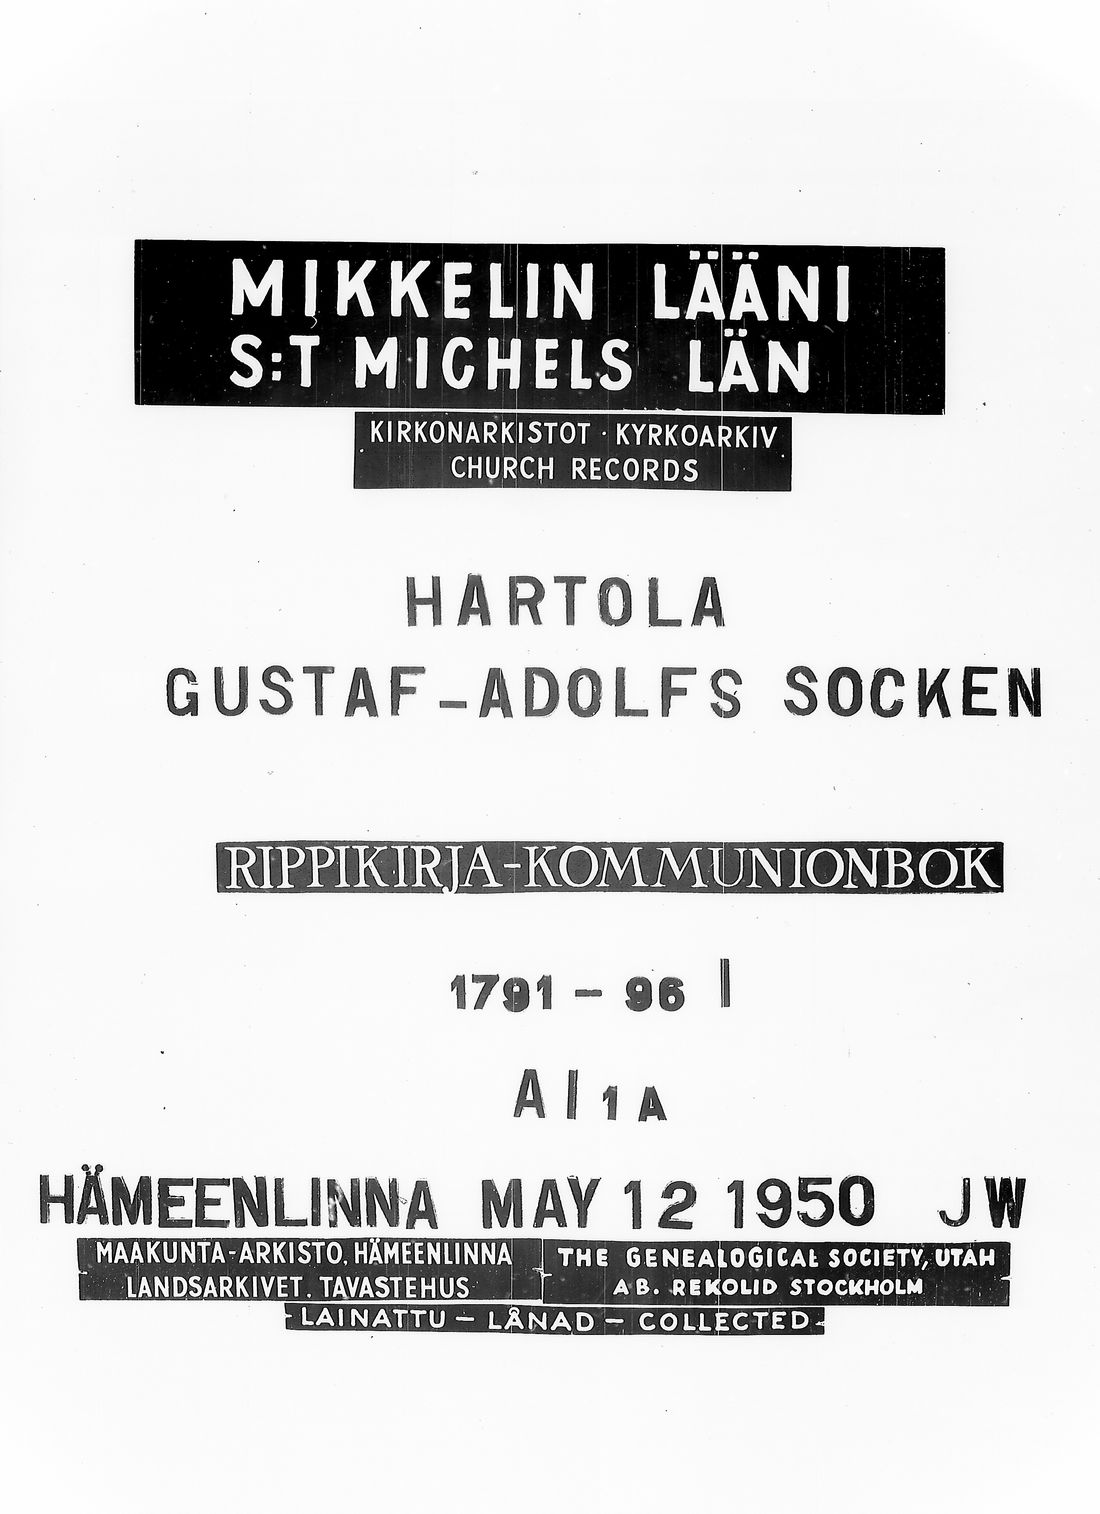 MIKKELIN LÄÄNI
S:T MICHELS LÄN
KIRKONARKISTOT · KYRKOARKIV
CHURCH RECORDS
HARTOLA
GUSTAF-ADOLFS SOCKEN
RIPPIKIRJA-KOMMUNIONBOK
1791 - 96 I
A I 1 A
HÄMEENLINNA MAY 12 1950 JW
MAAKUNTA-ARKISTO, HÄMEENLINNA
LANDSARKIVET. TAVASTEHUS
THE GENEALOGICAL SOCIETY, UTAH
AB. REKOLID STOCKHOLM
LAINATTU - LÅNAD - COLLECTED